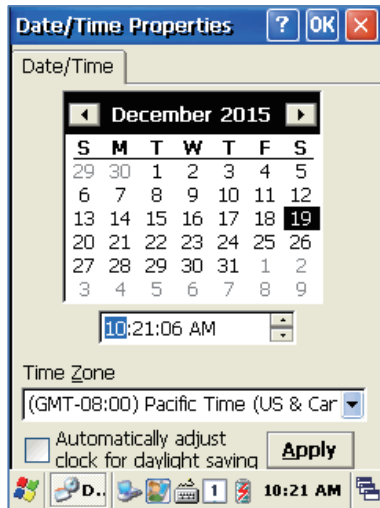 Date/Time Properties ? OK
Date/Time
December 2015
S M T W T F S
29 30 1 2 3 4 5
6 7 8 9 10 11 12
13 14 15 16 17 18 19
20 21 22 23 24 25 26
27 28 29 30 31 1 2
3 4 5 6 7 8 9
10:21:06 AM
Time Zone
(GMT-08:00) Pacific Time (US & Car
Automatically adjust
clock for daylight saving
Apply
D.. 1 10:21 AM